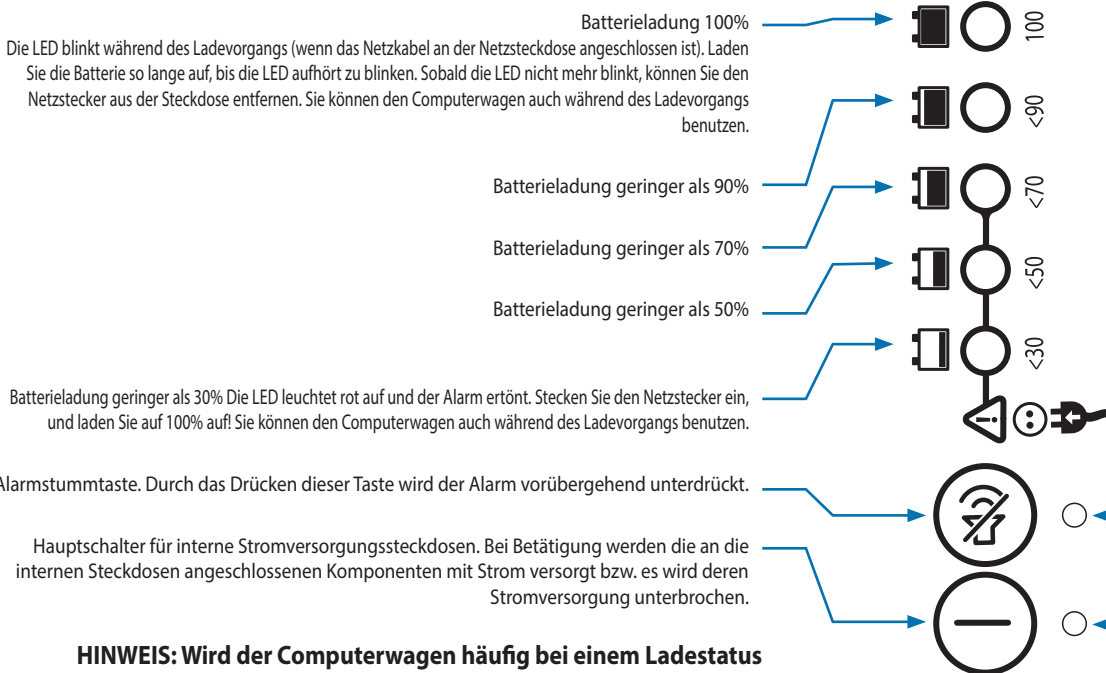 Batterieladung 100%
Die LED blinkt während des Ladevorgangs (wenn das Netzkabel an der Netzsteckdose angeschlossen ist). Laden
Sie die Batterie so lange auf, bis die LED aufhört zu blinken. Sobald die LED nicht mehr blinkt, können Sie den
Netzstecker aus der Steckdose entfernen. Sie können den Computerwagen auch während des Ladevorgangs
benutzen.
Batterieladung geringer als 90%
Batterieladung geringer als 70%
Batterieladung geringer als 50%
Batterieladung geringer als 30% Die LED leuchtet rot auf und der Alarm ertönt. Stecken Sie den Netzstecker ein,
und laden Sie auf 100% auf! Sie können den Computerwagen auch während des Ladevorgangs benutzen.
Alarmstummtaste. Durch das Drücken dieser Taste wird der Alarm vorübergehend unterdrückt.
Hauptschalter für interne Stromversorgungssteckdosen. Bei Betätigung werden die an die
internen Steckdosen angeschlossenen Komponenten mit Strom versorgt bzw. es wird deren
Stromversorgung unterbrochen.
HINWEIS: Wird der Computerwagen häufig bei einem Ladestatus
100
<90
<70
<50
<30